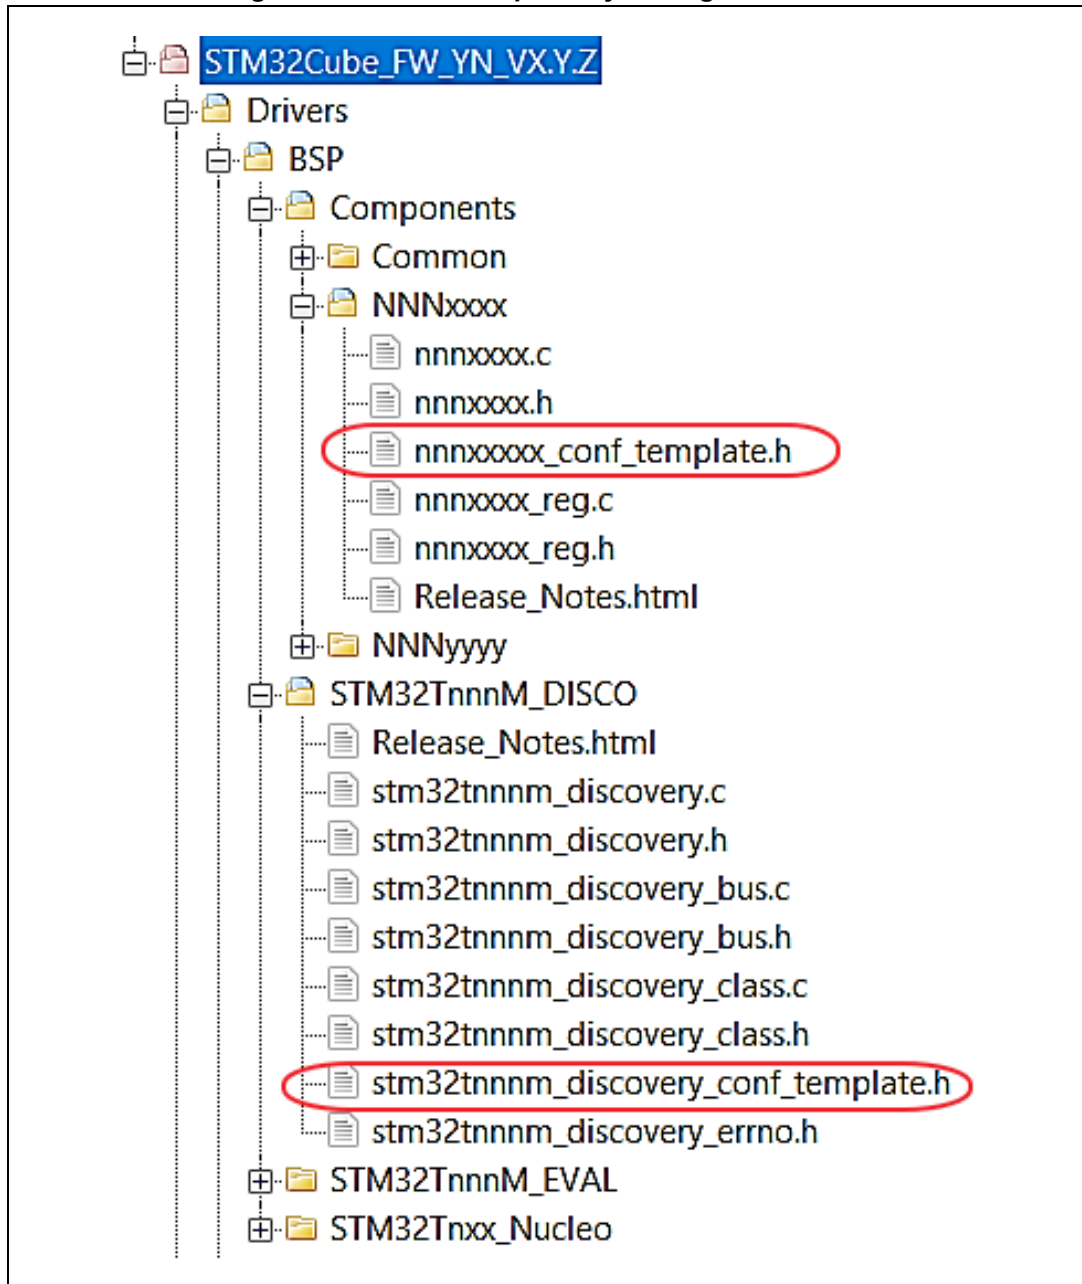 STM32Cube_FW_YN_VX.Y.Z
Drivers
BSP
Components
Common
NNNxxxx
nnnxxxx.c
nnnxxxx.h
nnnxxxxx_conf_template.h
nnnxxxx_reg.c
nnnxxxx_reg.h
Release_Notes.html
NNNyyyy
STM32TnnnM_DISCO
Release_Notes.html
stm32tnnnm_discovery.c
stm32tnnnm_discovery.h
stm32tnnnm_discovery_bus.c
stm32tnnnm_discovery_bus.h
stm32tnnnm_discovery_class.c
stm32tnnnm_discovery_class.h
stm32tnnnm_discovery_conf_template.h
stm32tnnnm_discovery_errno.h
STM32TnnnM_EVAL
STM32Tnxx_Nucleo